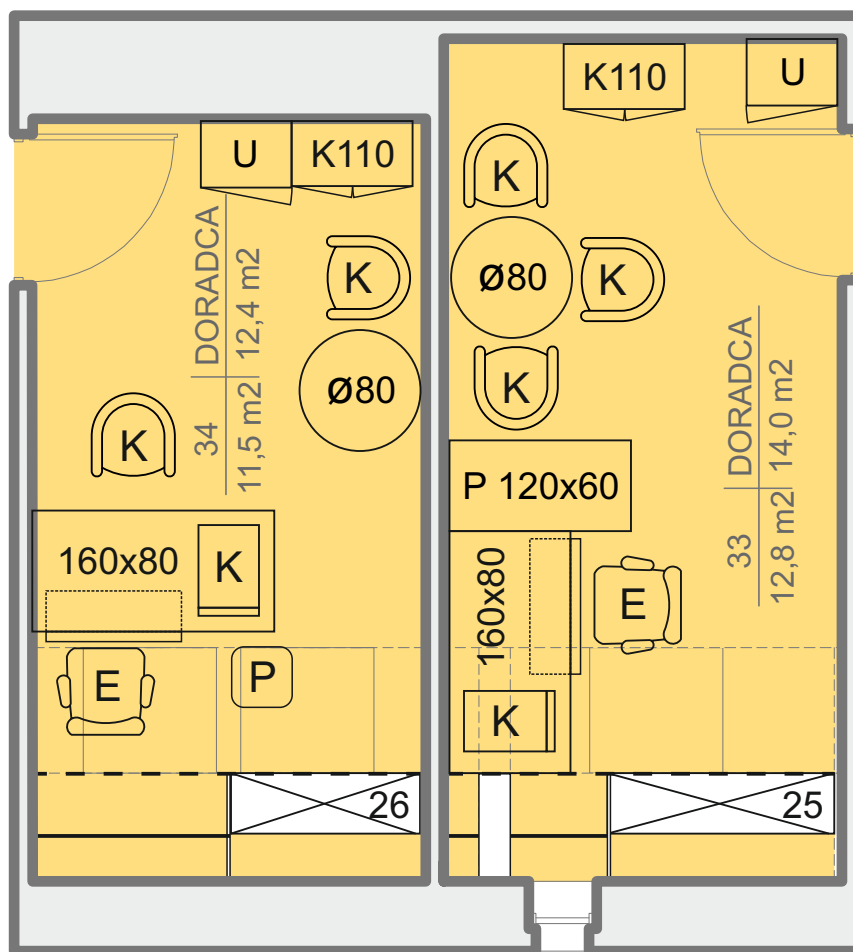 U
K110
K
DORADCA
12,4 m2
34
11,5 m2
ø80
K
160x80
K
E
P
26
K110
U
K
ø80
K
K
DORADCA
14,0 m2
33
12,8 m2
P 120x60
160x80
E
K
25